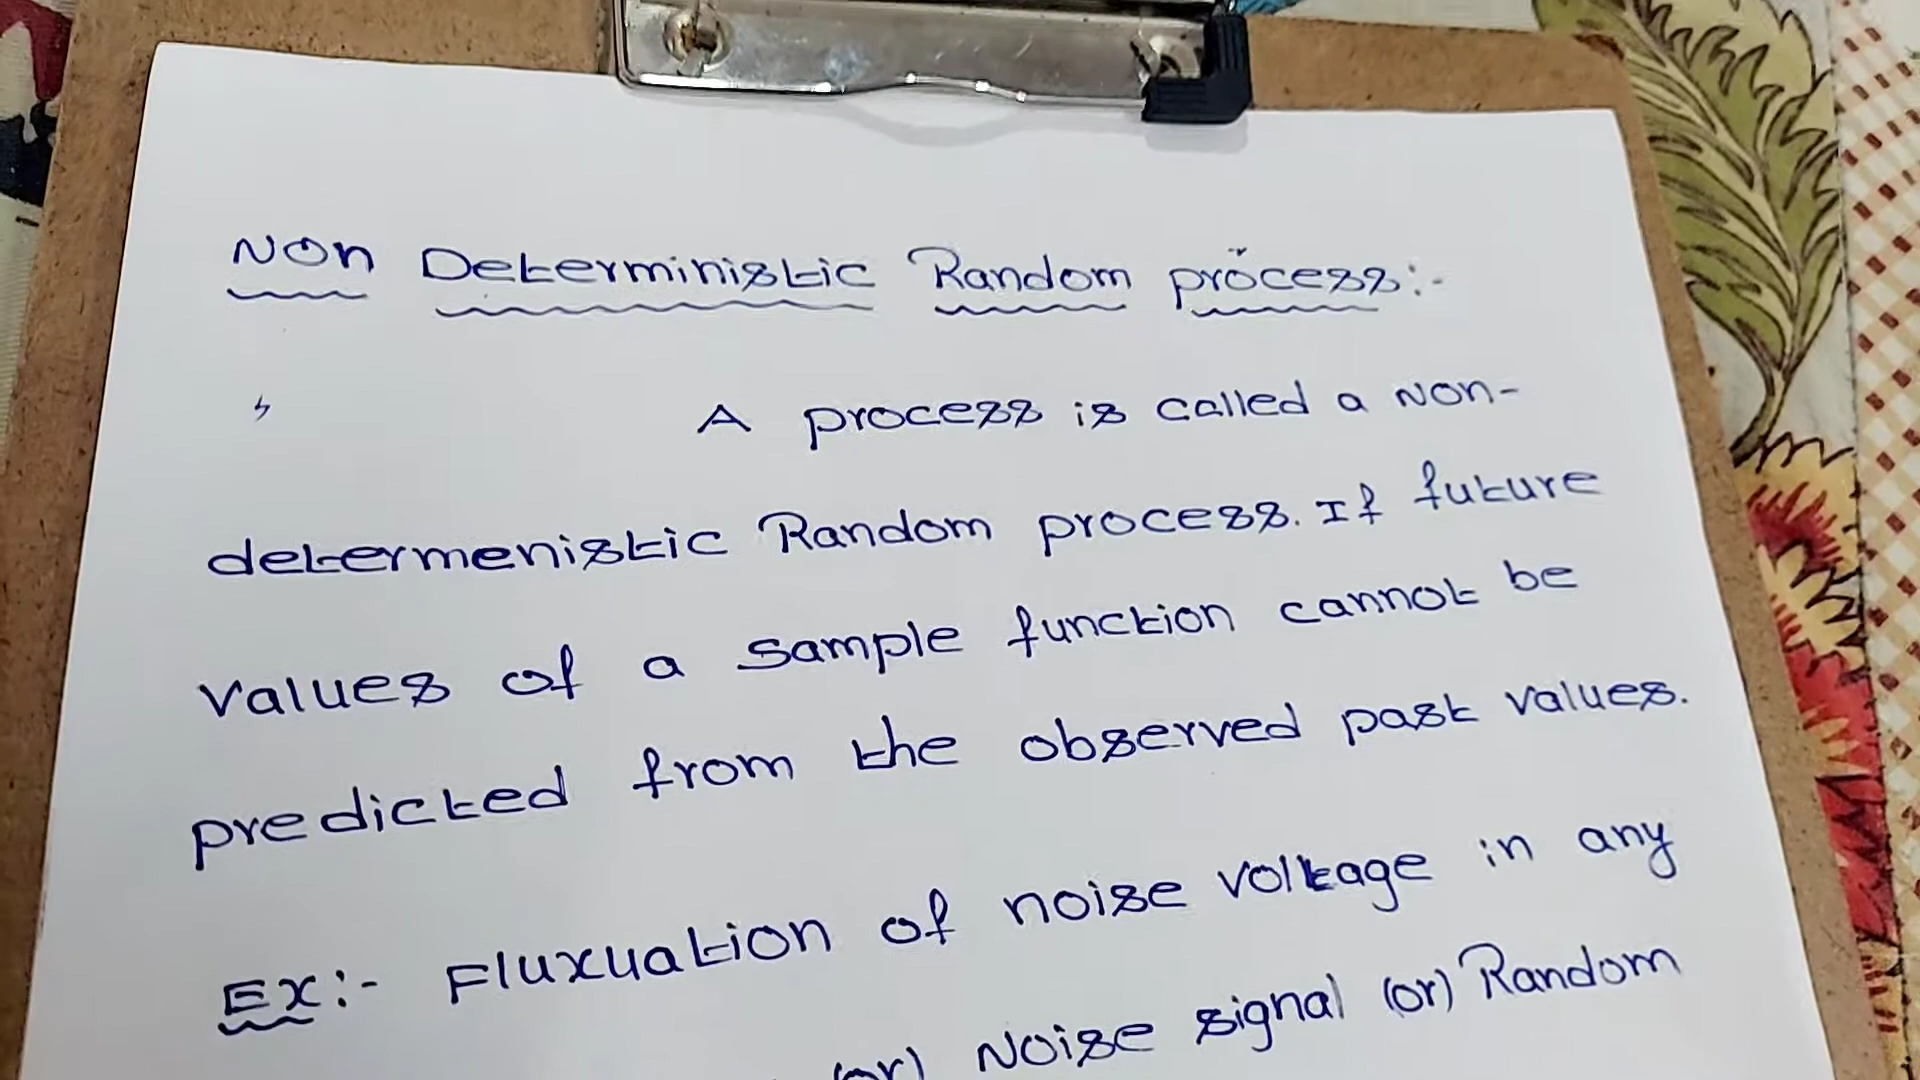 Non Deterministic Random process:-
A process is called a Non-
determenistic Random process. If future
values of a sample function cannot be
predicted from the observed past values.
Ex:- Fluxuation of noise voltage in any
(or) Noise signal (or) Random